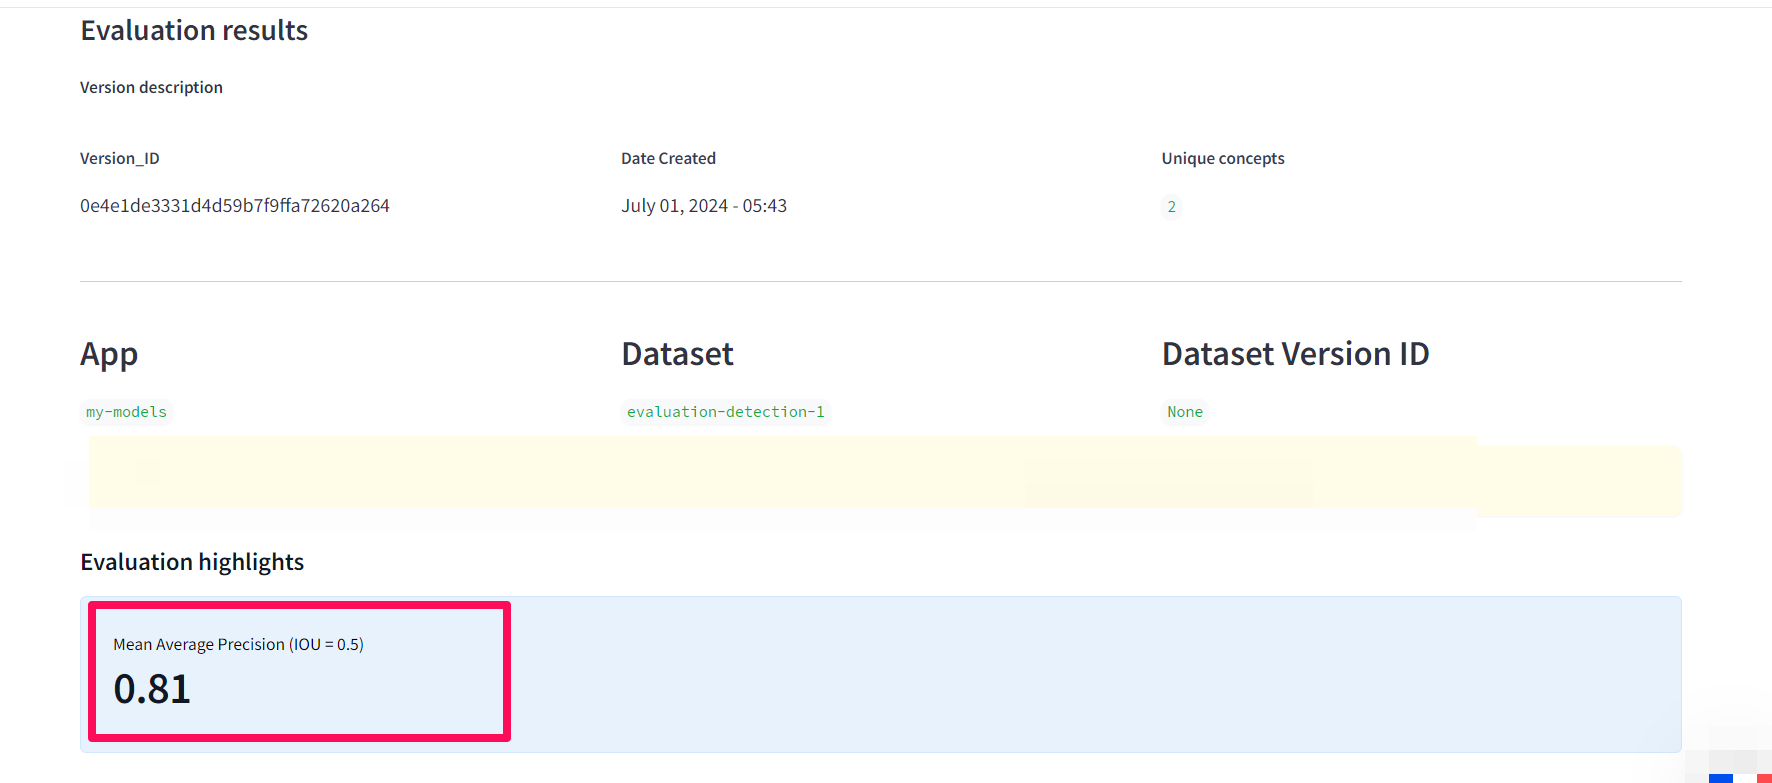 Evaluation results
Version description
Version_ID
Date Created
Unique concepts
0e4e1de3331d4d59b7f9ffa72620a264
July 01, 2024 - 05:43
2
App
Dataset
Dataset Version ID
my-models
evaluation-detection-1
None
Evaluation highlights
Mean Average Precision (IOU = 0.5)
0.81